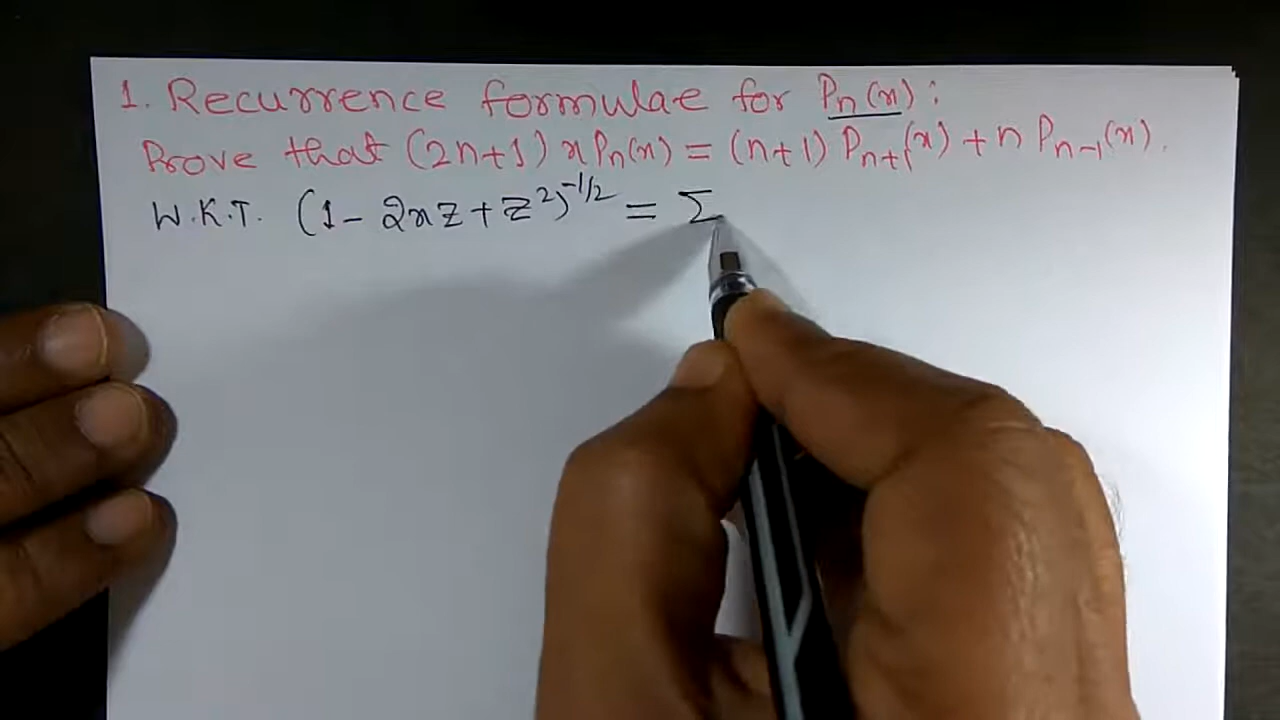 1. Recurrence formulae for Pₙ(x) :
Prove that (2n+1) x Pₙ(x) = (n+1) Pₙ₊₁(x) + n Pₙ₋₁(x).
W.K.T. (1 - 2xz + z²)^-1/2 = Σ